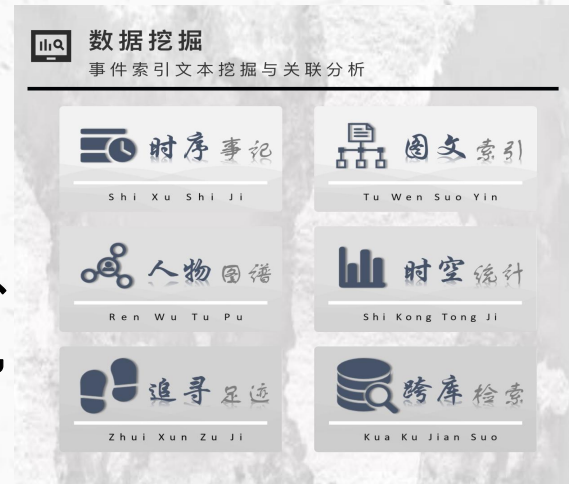 数据挖掘
事件索引文本挖掘与关联分析
时序事记
Shi Xu Shi Ji
图文索引
Tu Wen Suo Yin
人物图谱
Ren Wu Tu Pu
时空统计
Shi Kong Tong Ji
追寻足迹
Zhui Xun Zu Ji
跨库检索
Kua Ku Jian Suo